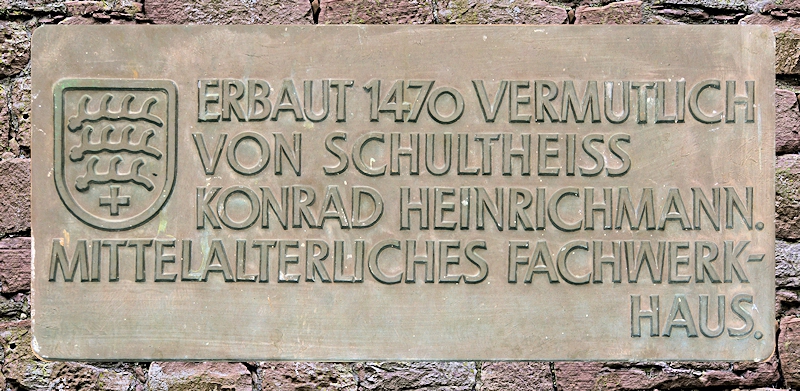 ERBAUT 1470 VERMUTLICH
VON SCHULTHEISS
KONRAD HEINRICHMANN.
MITTELALTERLICHES FACHWERK-
HAUS.